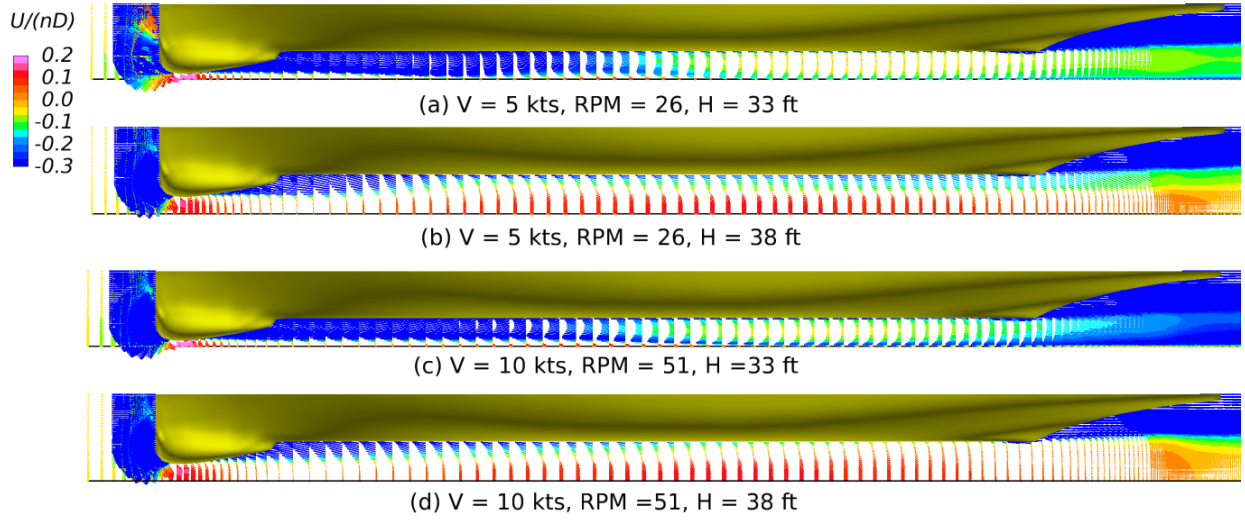 U/(nD)
0.2
0.1
0.0
-0.1
-0.2
-0.3
(a) V = 5 kts, RPM = 26, H = 33 ft
(b) V = 5 kts, RPM = 26, H = 38 ft
(c) V = 10 kts, RPM = 51, H =33 ft
(d) V = 10 kts, RPM =51, H = 38 ft